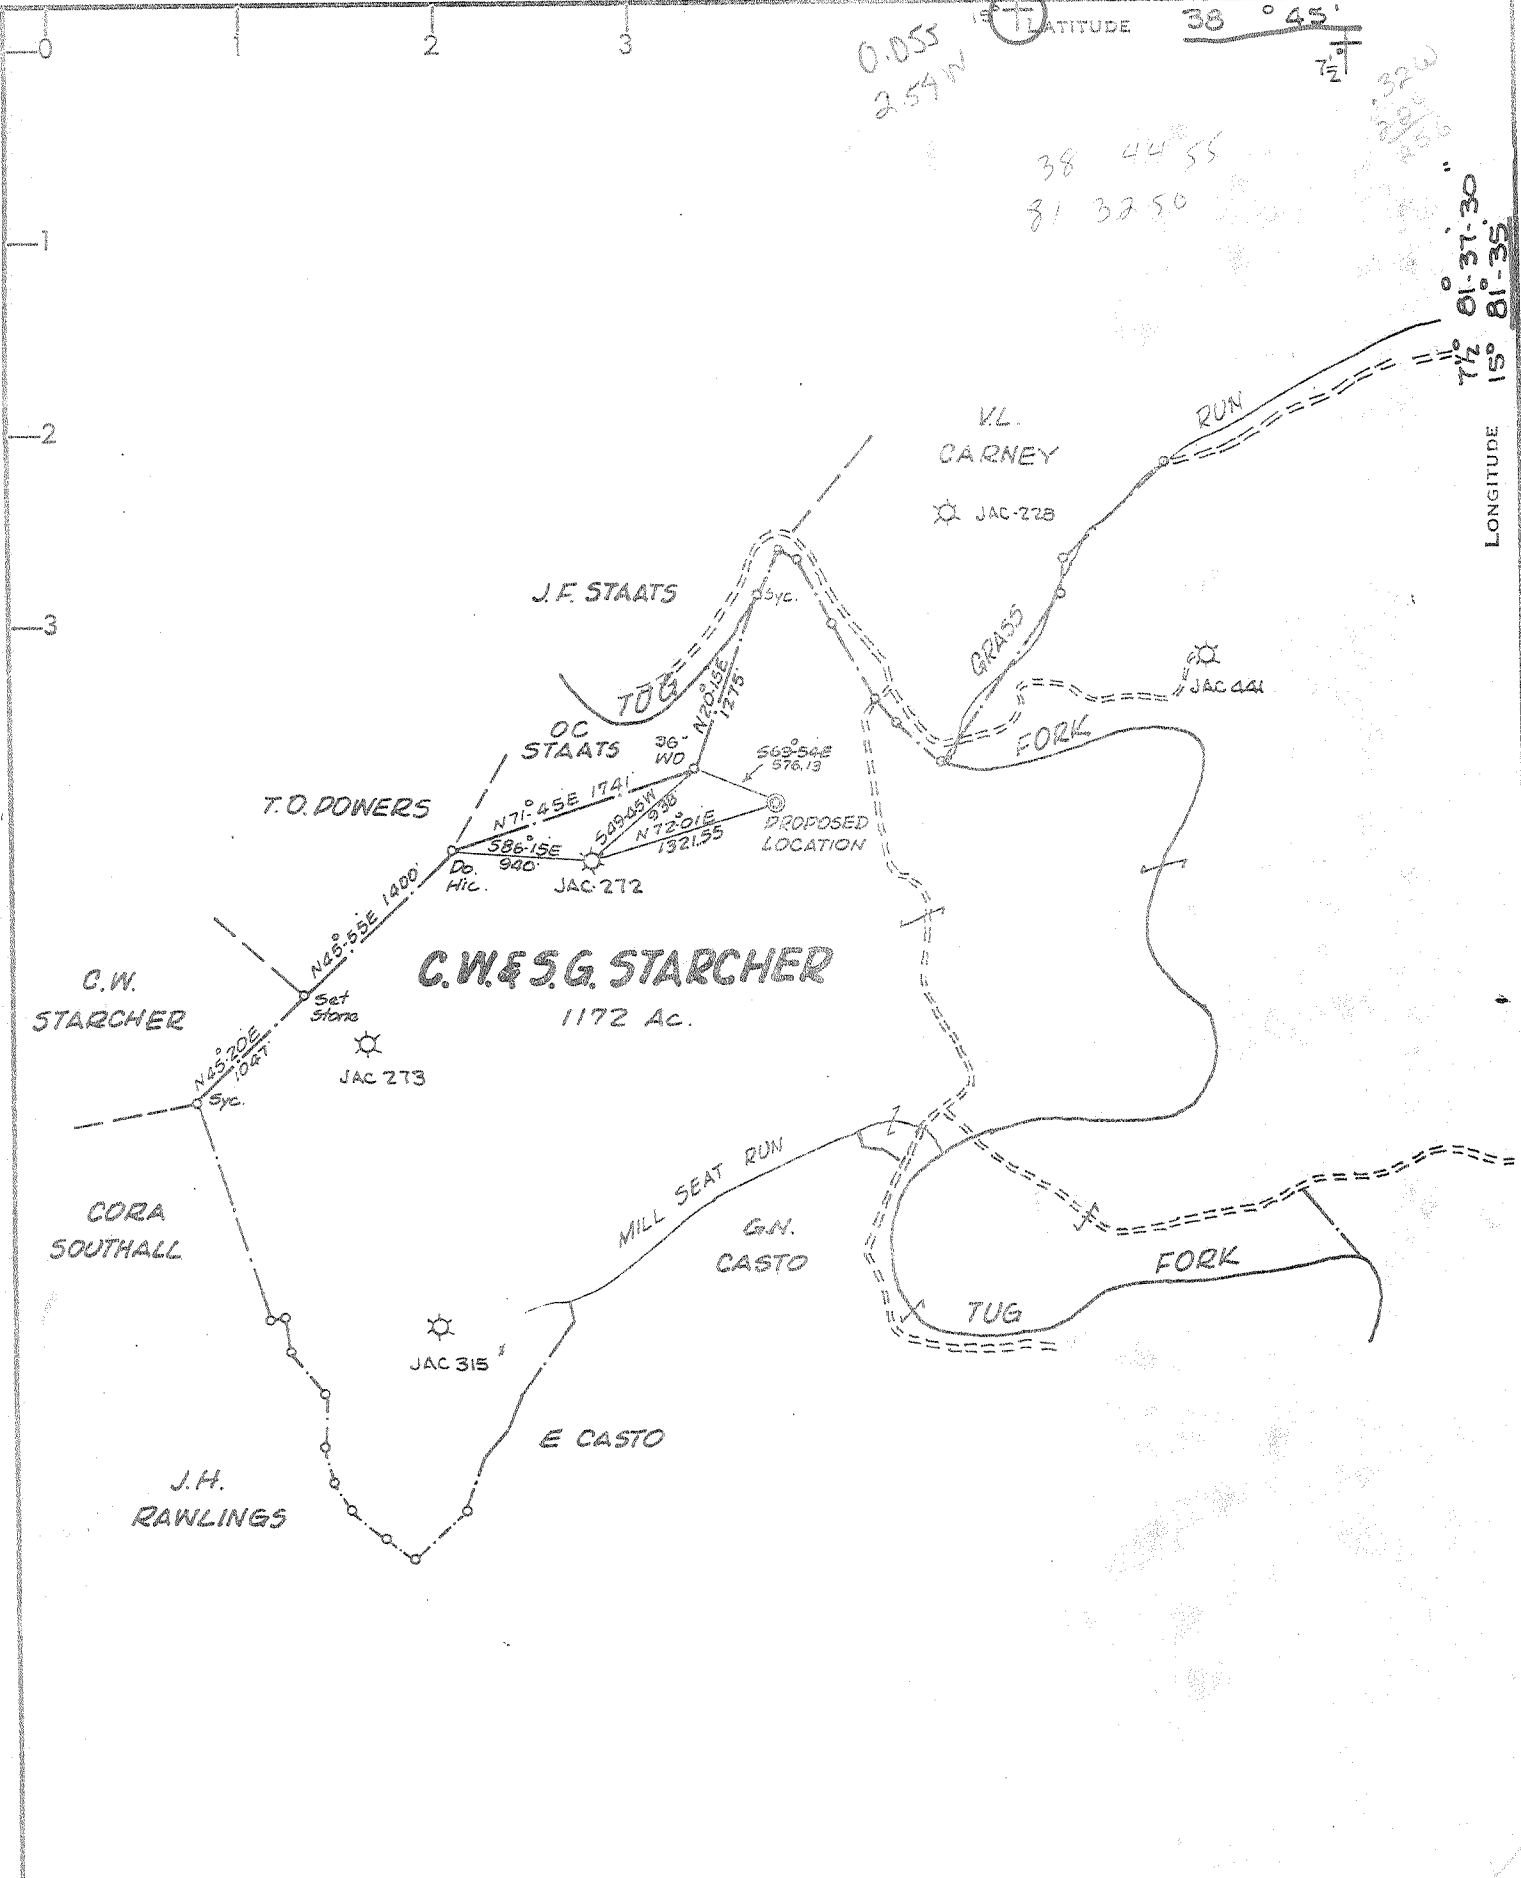 0
1
2
3
1
2
3
15°
LATITUDE 38° 45'
7½'
0.055
2.54 W
38 44 55
81 32 50
LONGITUDE
7½° 81°-37'-30"
15° 81°-35'
V.L.
CARNEY
JAC-228
RUN
GRASS
J.F. STAATS
Syc.
TUG
JAC 441
FORK
OC
STAATS
36"
WO
N20°15E
1275'
S63°-54E
576.13
T.O. DOWERS
N71°-45E 1741'
S49-45W
938'
N72-01E
1321.55
PROPOSED
LOCATION
S86°-15E
940'
Do.
Hic.
JAC-272
N45°-55E 1400'
C.W. & S.G. STARCHER
1172 Ac.
C.W.
STARCHER
Set
Stone
N45°-20E
1047'
Syc.
JAC 273
MILL SEAT RUN
CORA
SOUTHALL
G.N.
CASTO
FORK
TUG
JAC 315
E CASTO
J.H.
RAWLINGS